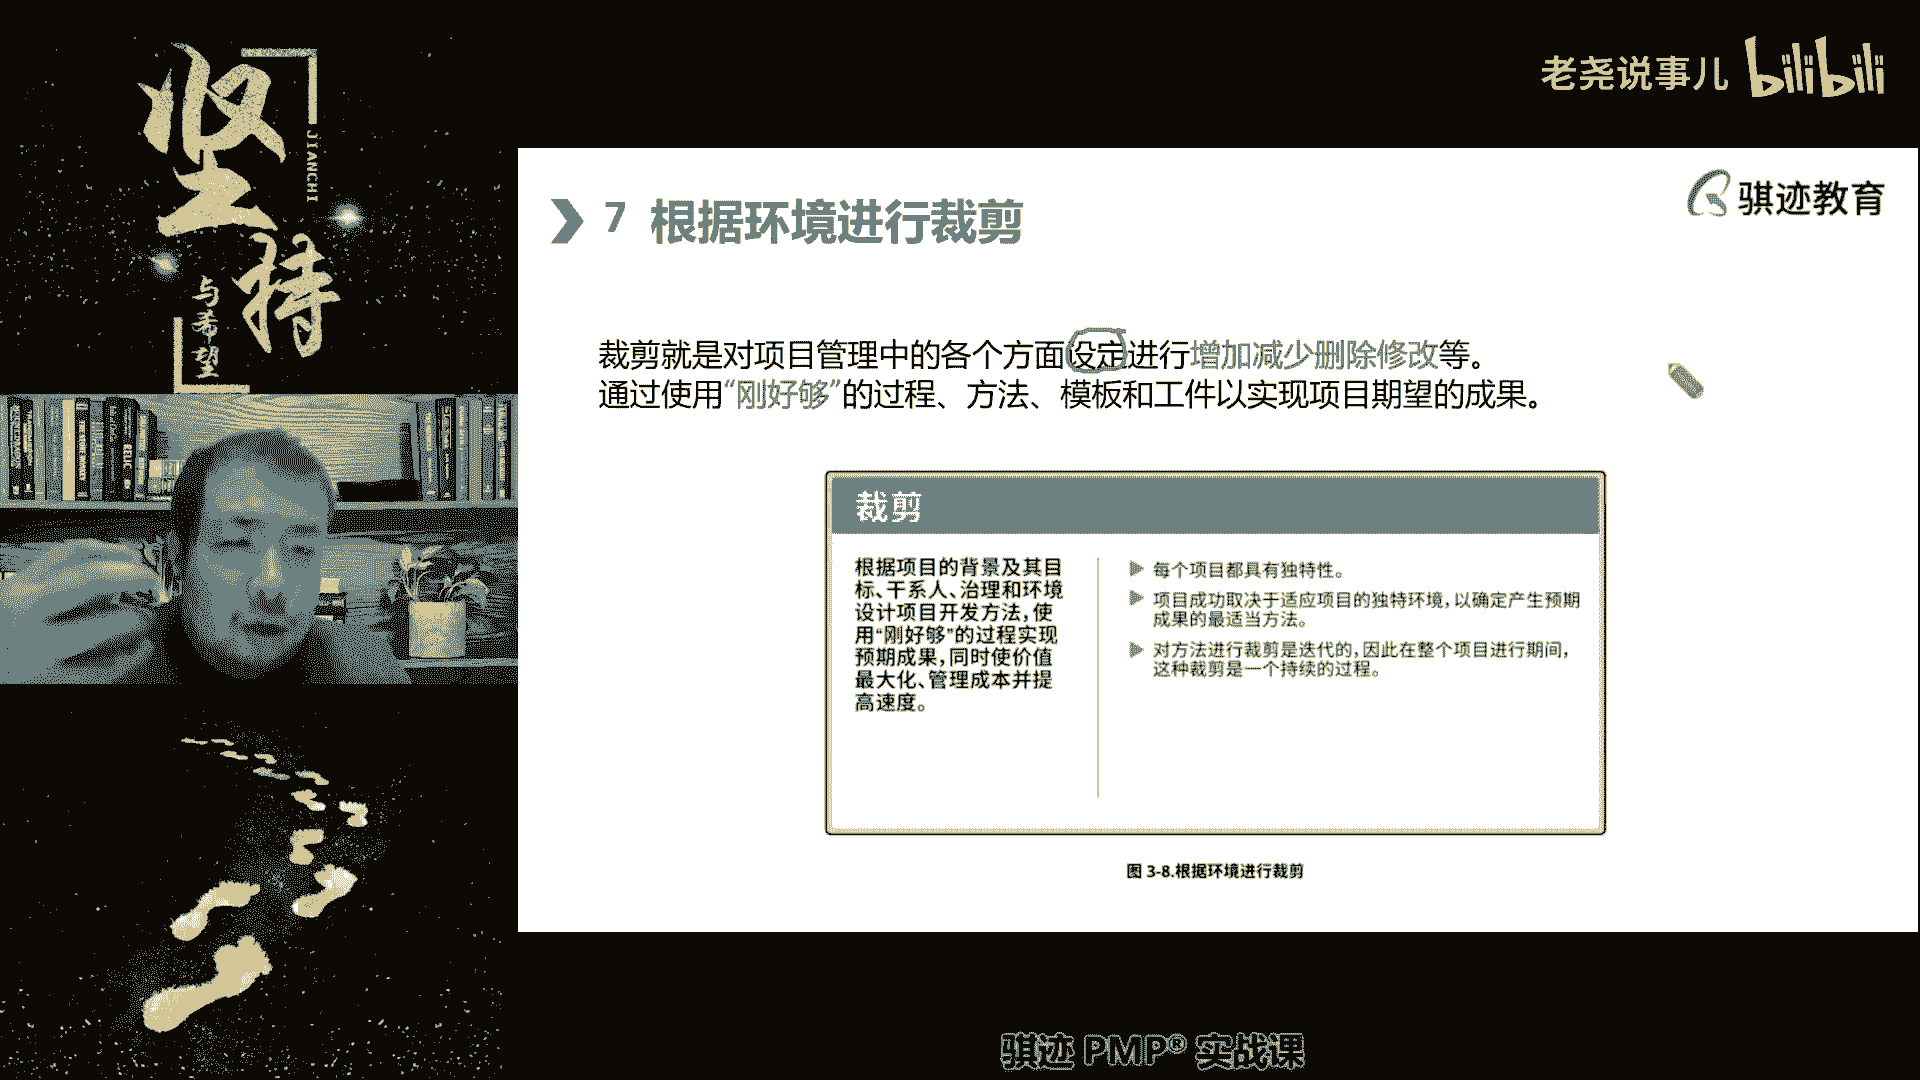 坚持
JIANCHI
与希望
老尧说事儿 bilibili
骐迹教育
7 根据环境进行裁剪
裁剪就是对项目管理中的各个方面设定进行增加减少删除修改等。
通过使用“刚好够”的过程、方法、模板和工件以实现项目期望的成果。
裁剪
根据项目的背景及其目
标、干系人、治理和环境
设计项目开发方法,使
用“刚好够”的过程实现
预期成果,同时使价值
最大化、管理成本并提
高速度。
每个项目都具有独特性。
项目成功取决于适应项目的独特环境,以确定产生预期
成果的最适当方法。
对方法进行裁剪是迭代的,因此在整个项目进行期间,
这种裁剪是一个持续的过程。
图 3-8.根据环境进行裁剪
骐迹 PMP® 实战课